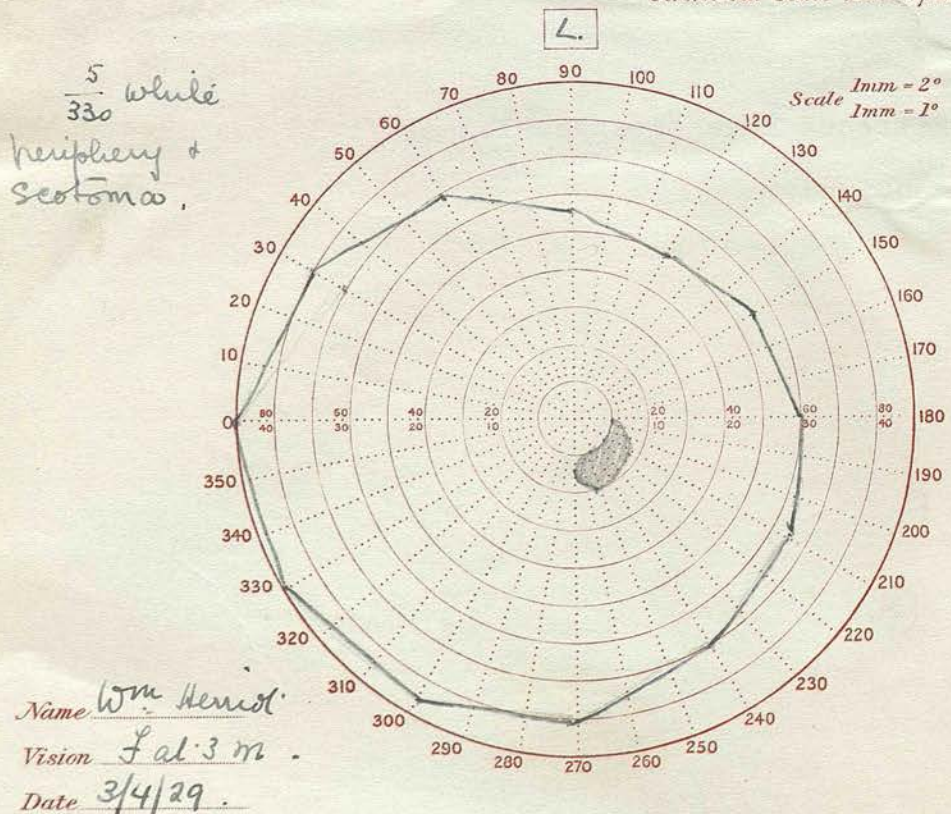 L.
5/330 white
periphery +
Scotoma.
Scale 1mm = 2°
1mm = 1°
90
80 100
70 110
60 120
50 130
40 140
30 150
20 160
10 170
0 80 60 40 20 20 40 60 80 180
40 30 20 10 10 20 30 40
350 190
340 200
330 210
320 220
310 230
300 240
290 250
280 260
270
Name Wm
Vision at 3 m.
Date 3/4/29.